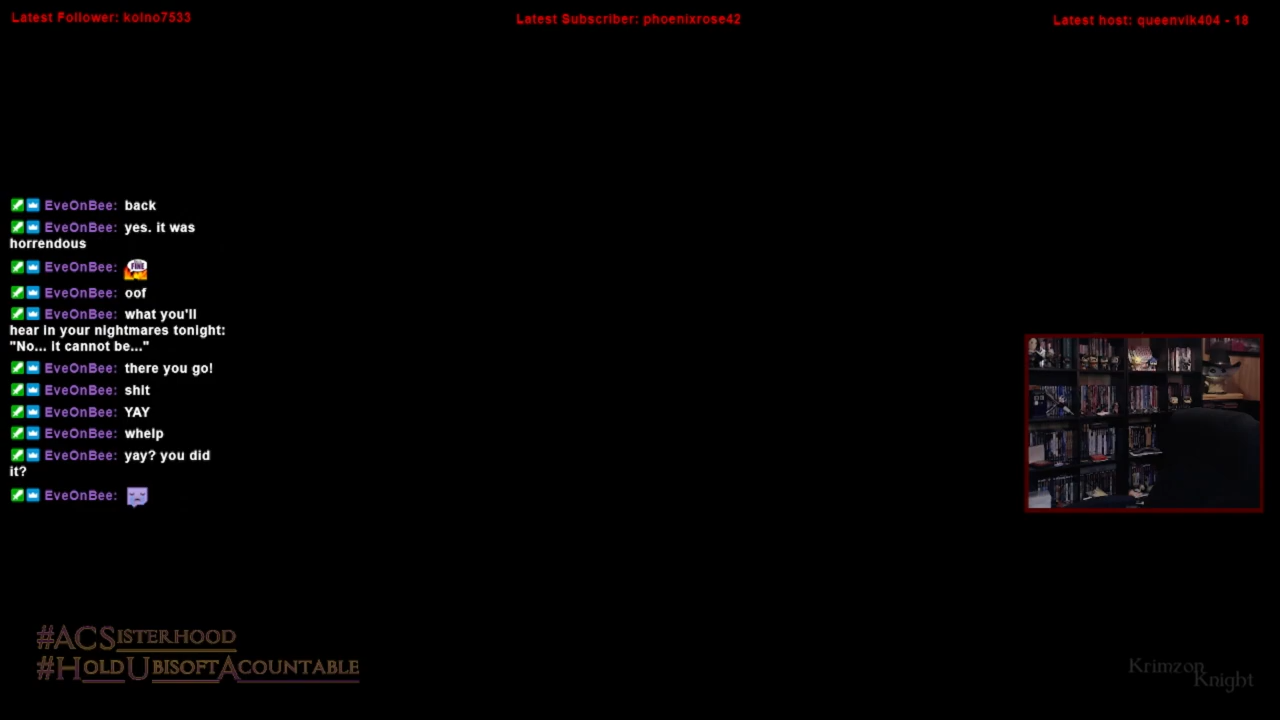 Latest Follower: kolno7533
Latest Subscriber: phoenixrose42
Latest host: queenvik404 - 18
EveOnBee: back
EveOnBee: yes. it was
horrendous
EveOnBee: FINE
EveOnBee: oof
EveOnBee: what you'll
hear in your nightmares tonight:
"No... it cannot be..."
EveOnBee: there you go!
EveOnBee: shit
EveOnBee: YAY
EveOnBee: whelp
EveOnBee: yay? you did
it?
EveOnBee:
#ACSISTERHOOD
#HOLDUBISOFTACOUNTABLE
Krimzon
Knight